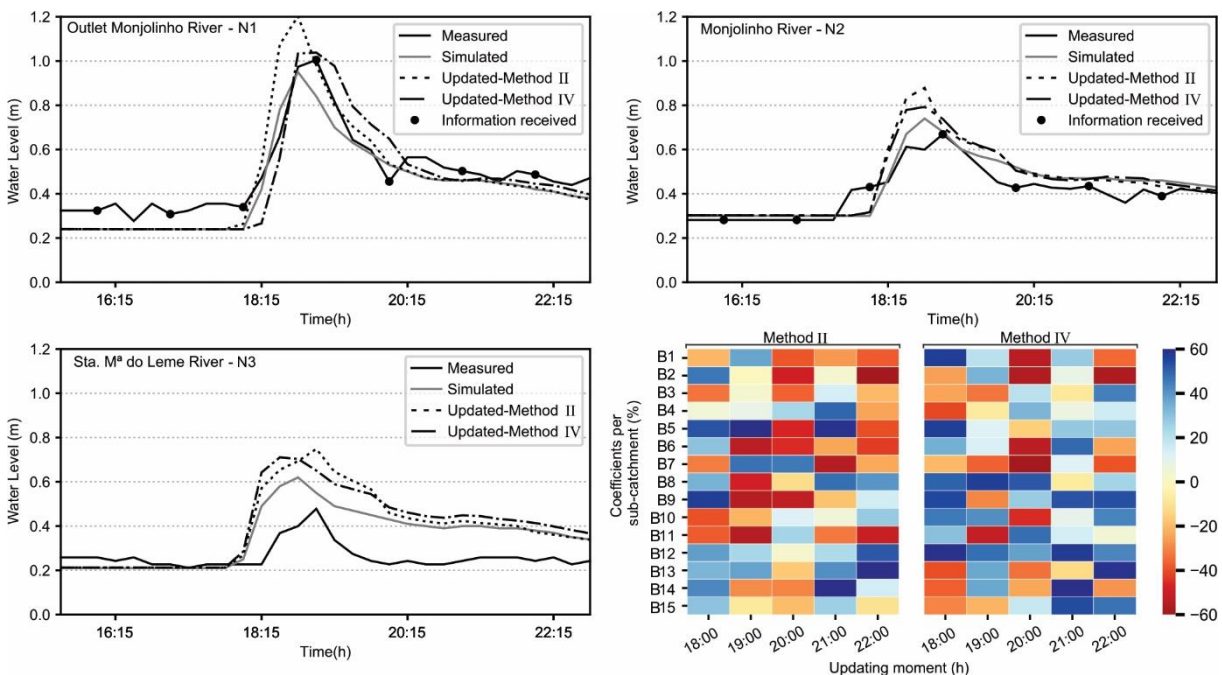 Outlet Monjolinho River - N1
Measured
Simulated
Updated-Method II
Updated-Method IV
Information received
1.2
1.0
0.8
0.6
0.4
0.2
0.0
Water Level (m)
16:15 18:15 20:15 22:15
Time(h)
Monjolinho River - N2
Measured
Simulated
Updated-Method II
Updated-Method IV
Information received
1.2
1.0
0.8
0.6
0.4
0.2
0.0
Water Level (m)
16:15 18:15 20:15 22:15
Time(h)
Sta. Mª do Leme River - N3
Measured
Simulated
Updated-Method II
Updated-Method IV
1.2
1.0
0.8
0.6
0.4
0.2
0.0
Water Level (m)
16:15 18:15 20:15 22:15
Time(h)
Method II Method IV
Coefficients per
sub-catchment (%)
B1
B2
B3
B4
B5
B6
B7
B8
B9
B10
B11
B12
B13
B14
B15
18:00 19:00 20:00 21:00 22:00 18:00 19:00 20:00 21:00 22:00
Updating moment (h)
60
40
20
0
−20
−40
−60